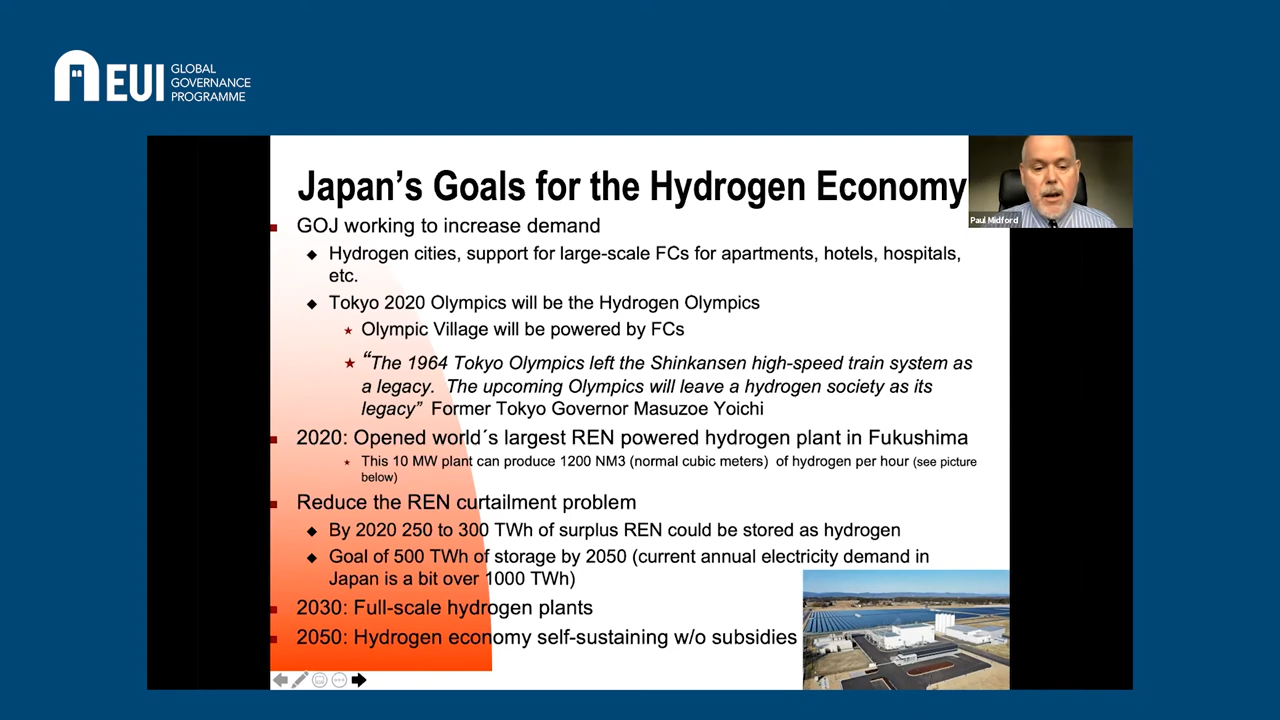 EUI
GLOBAL
GOVERNANCE
PROGRAMME
Japan's Goals for the Hydrogen Economy
Paul Midford
GOJ working to increase demand
Hydrogen cities, support for large-scale FCs for apartments, hotels, hospitals,
etc.
Tokyo 2020 Olympics will be the Hydrogen Olympics
Olympic Village will be powered by FCs
“The 1964 Tokyo Olympics left the Shinkansen high-speed train system as
a legacy. The upcoming Olympics will leave a hydrogen society as its
legacy” Former Tokyo Governor Masuzoe Yoichi
2020: Opened world´s largest REN powered hydrogen plant in Fukushima
This 10 MW plant can produce 1200 NM3 (normal cubic meters) of hydrogen per hour (see picture
below)
Reduce the REN curtailment problem
By 2020 250 to 300 TWh of surplus REN could be stored as hydrogen
Goal of 500 TWh of storage by 2050 (current annual electricity demand in
Japan is a bit over 1000 TWh)
2030: Full-scale hydrogen plants
2050: Hydrogen economy self-sustaining w/o subsidies